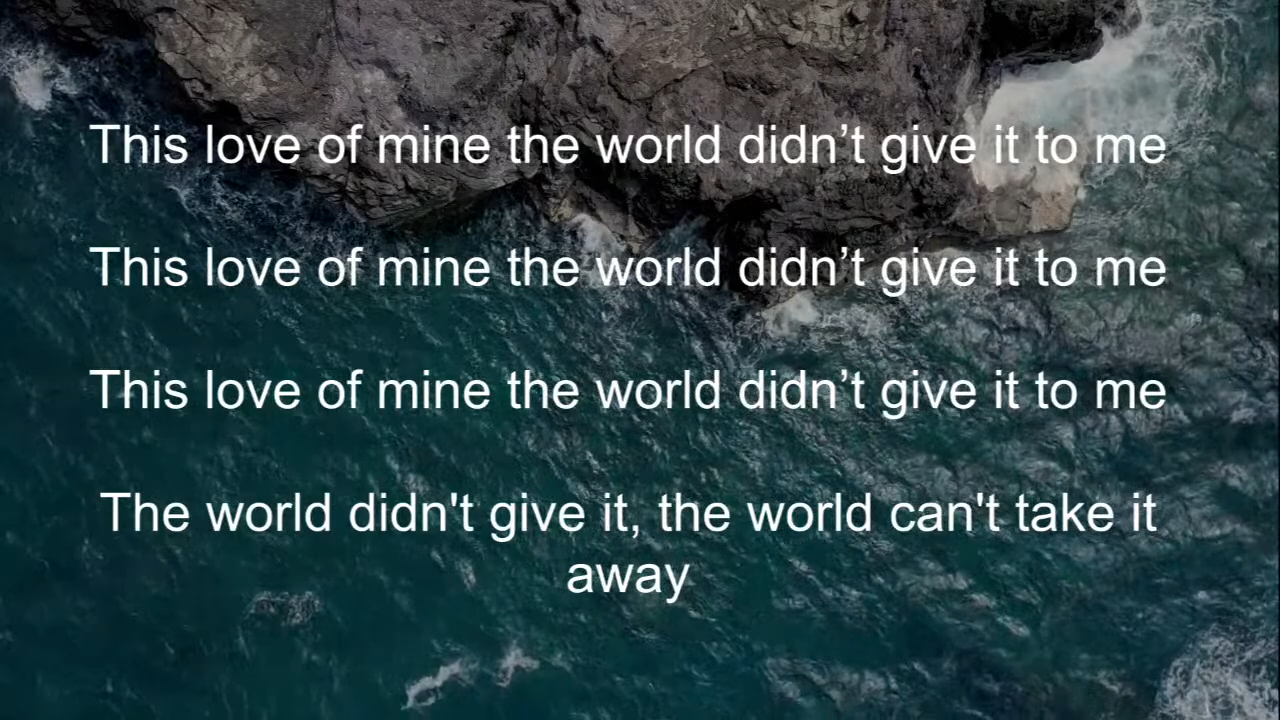 This love of mine the world didn’t give it to me
This love of mine the world didn’t give it to me
This love of mine the world didn’t give it to me
The world didn't give it, the world can't take it
away